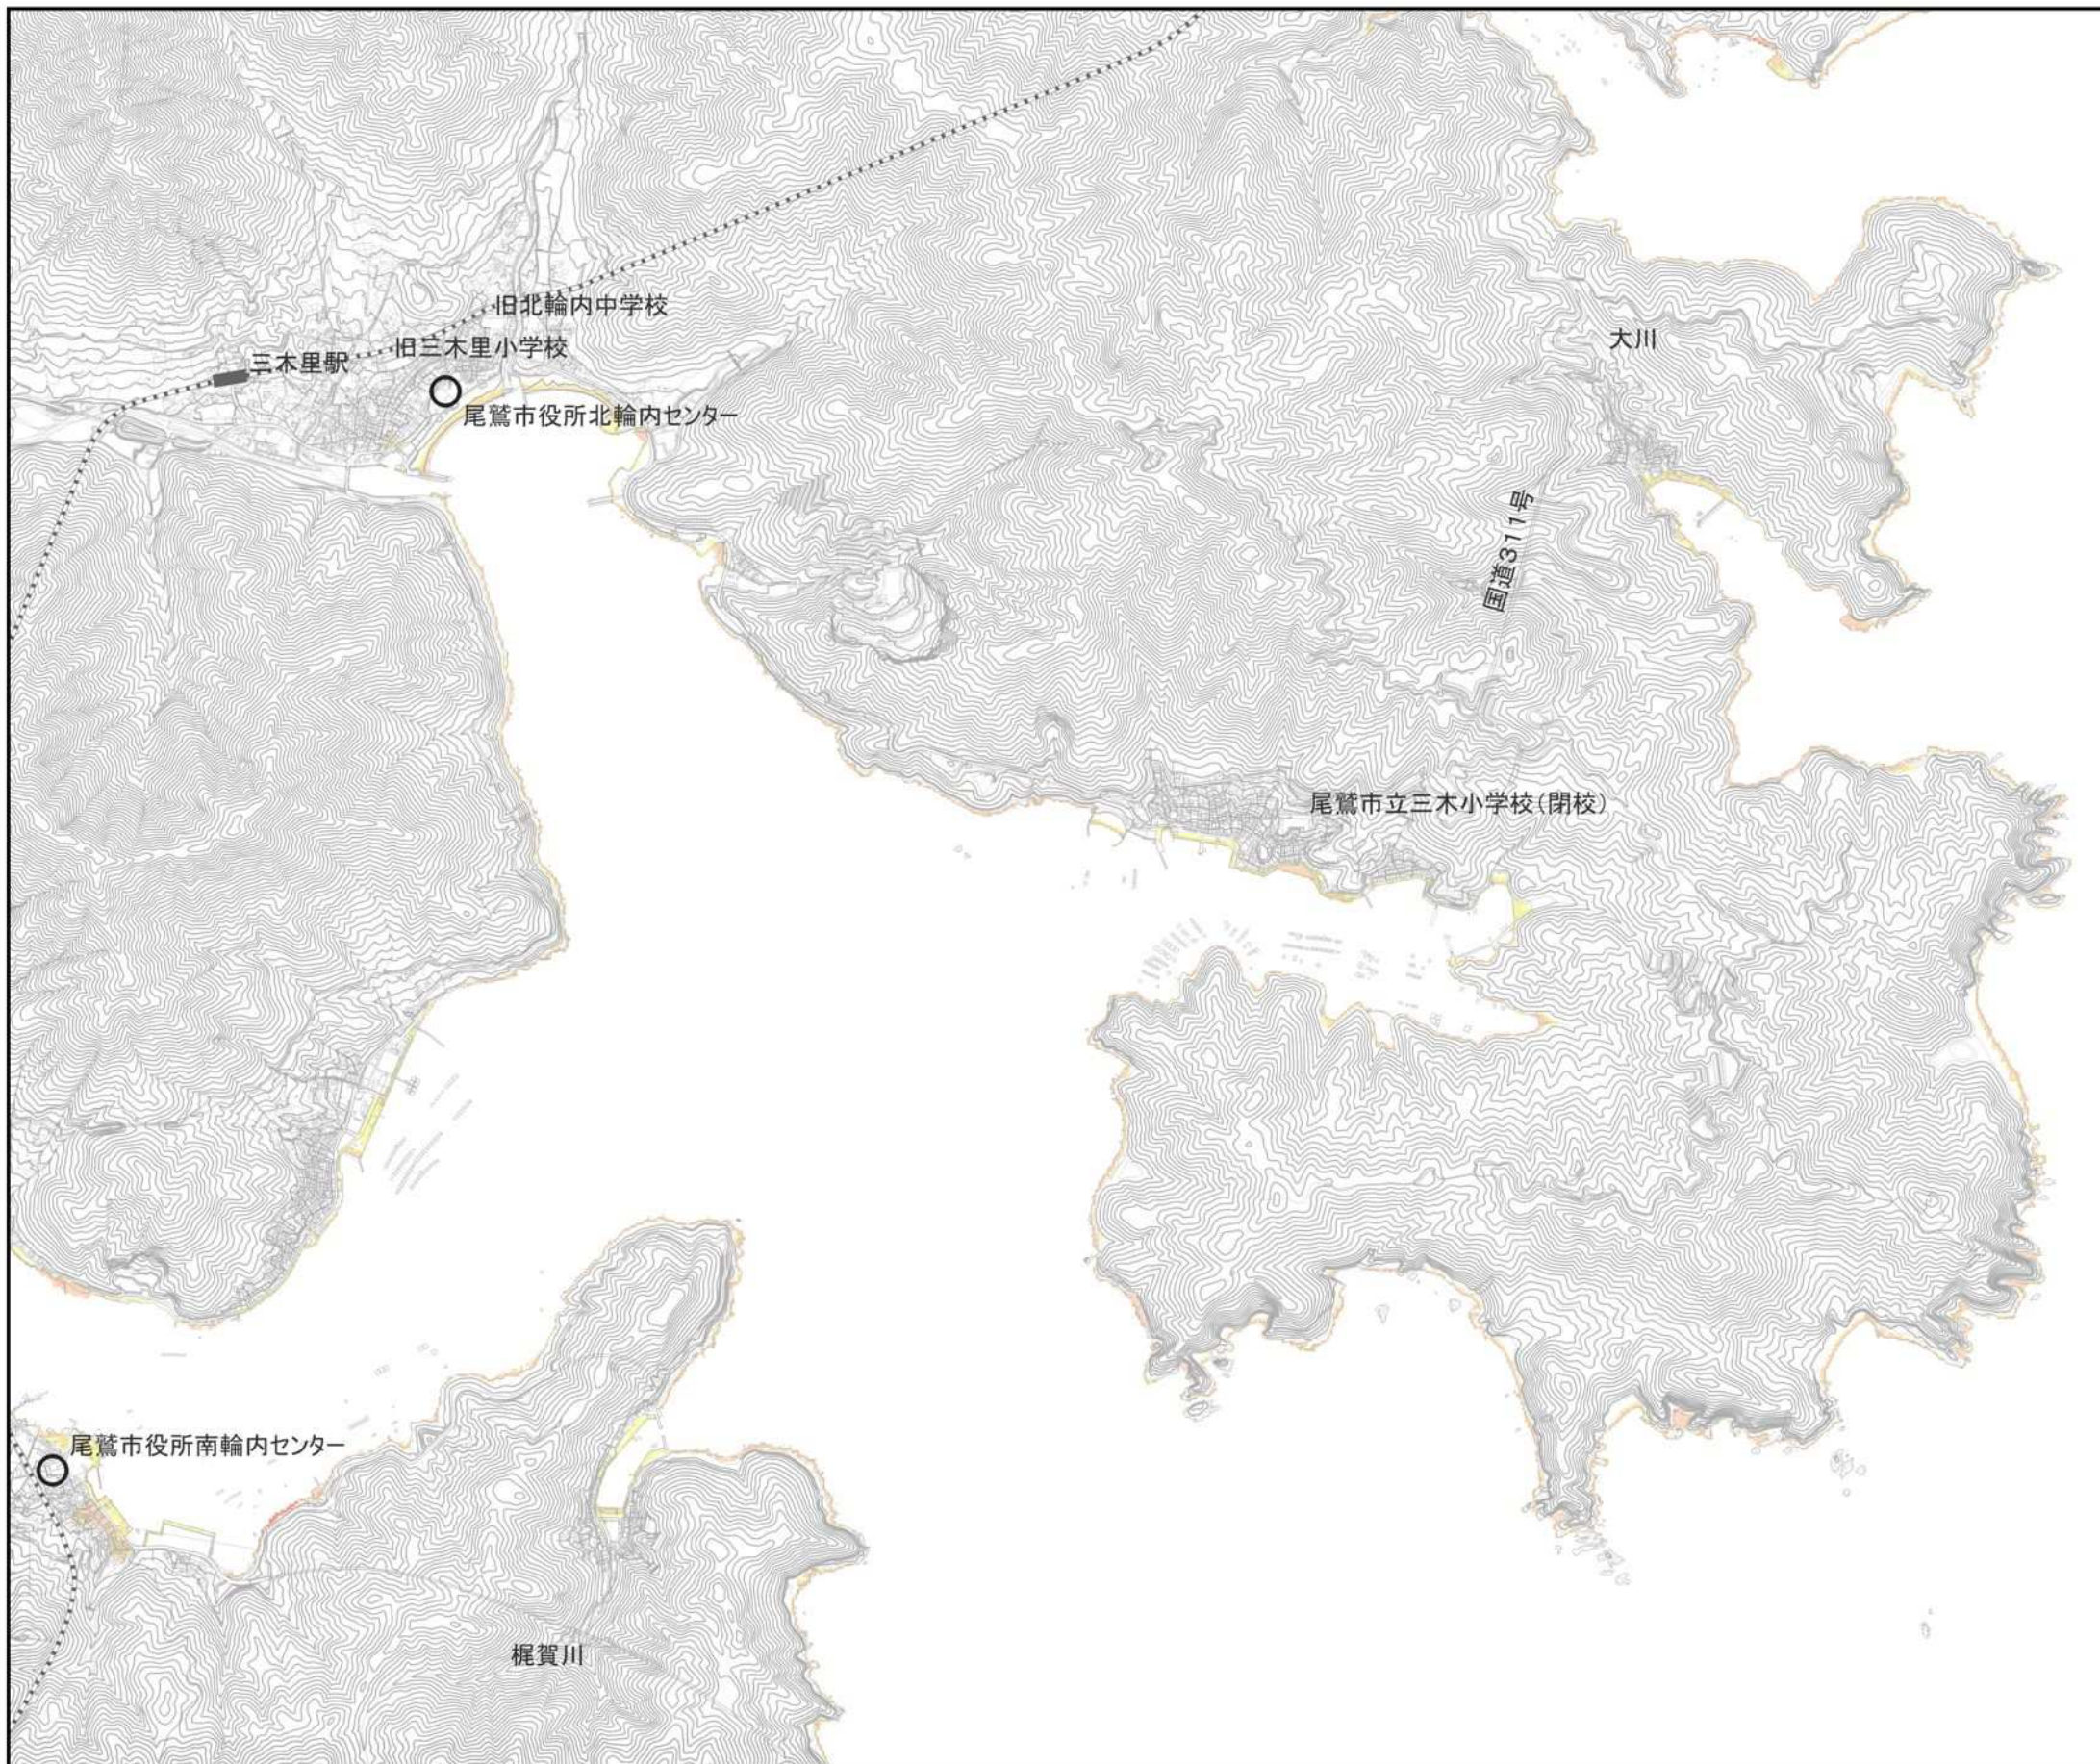 旧北輪内中学校
大川
旧三木里小学校
三木里駅
尾鷲市役所北輪内センター
国道311号
尾鷲市立三木小学校(閉校)
尾鷲市役所南輪内センター
梶賀川